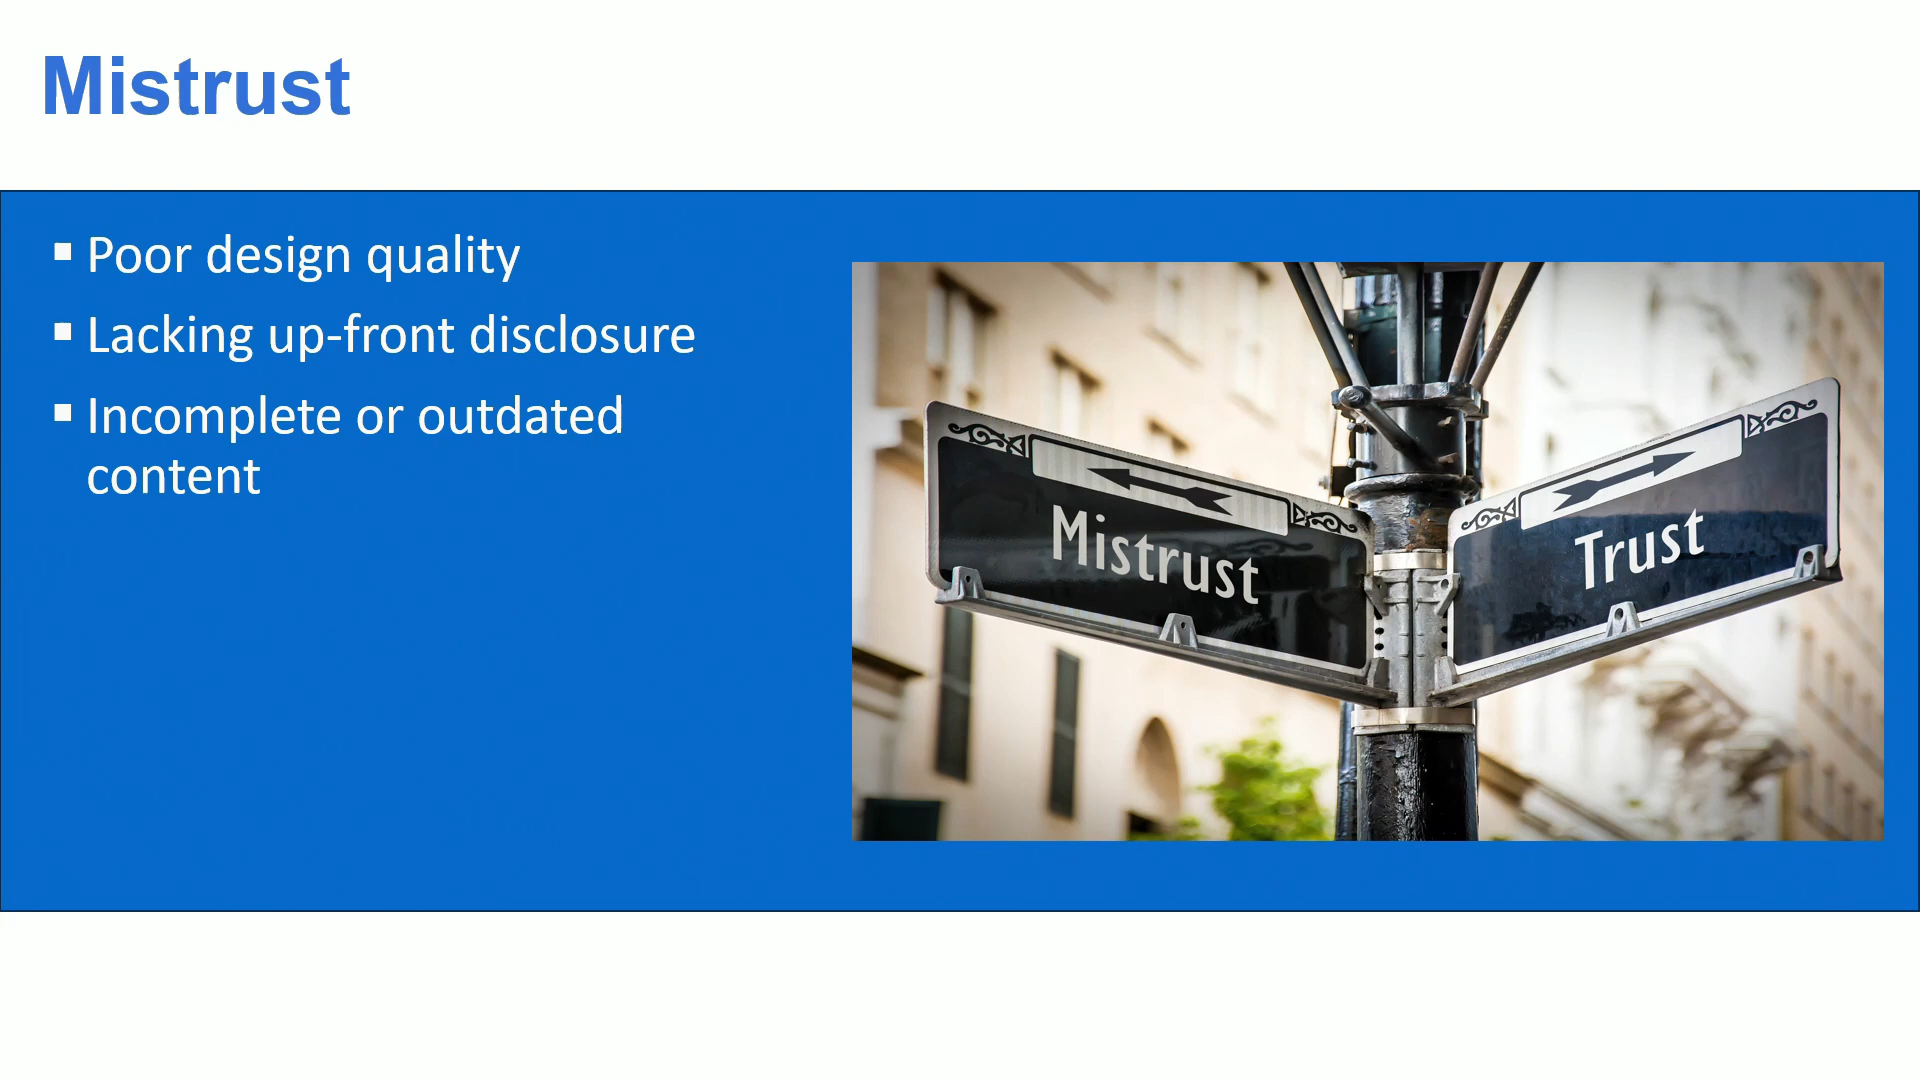 Mistrust
Poor design quality
Lacking up-front disclosure
Incomplete or outdated
content
Mistrust
Trust